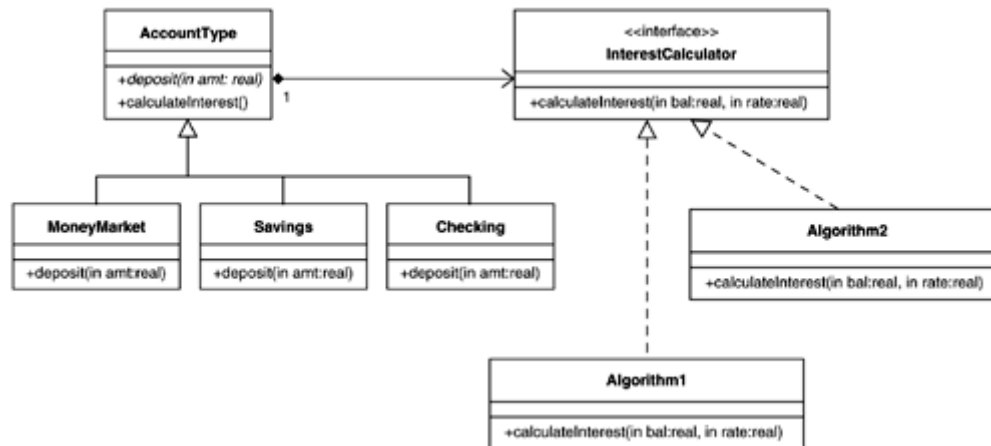 AccountType
+deposit(in amt: real)
+calculateInterest()
1
<<interface>>
InterestCalculator
+calculateInterest(in bal:real, in rate:real)
MoneyMarket
+deposit(in amt:real)
Savings
+deposit(in amt:real)
Checking
+deposit(in amt:real)
Algorithm2
+calculateInterest(in bal:real, in rate:real)
Algorithm1
+calculateInterest(in bal:real, in rate:real)